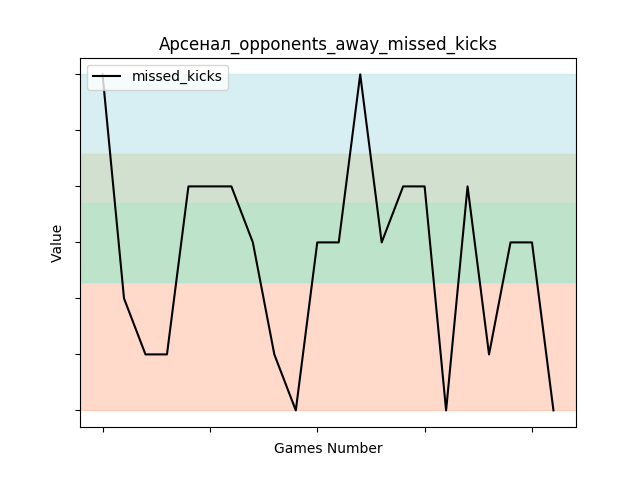 Арсенал_opponents_away_missed_kicks
missed_kicks
Value
Games Number